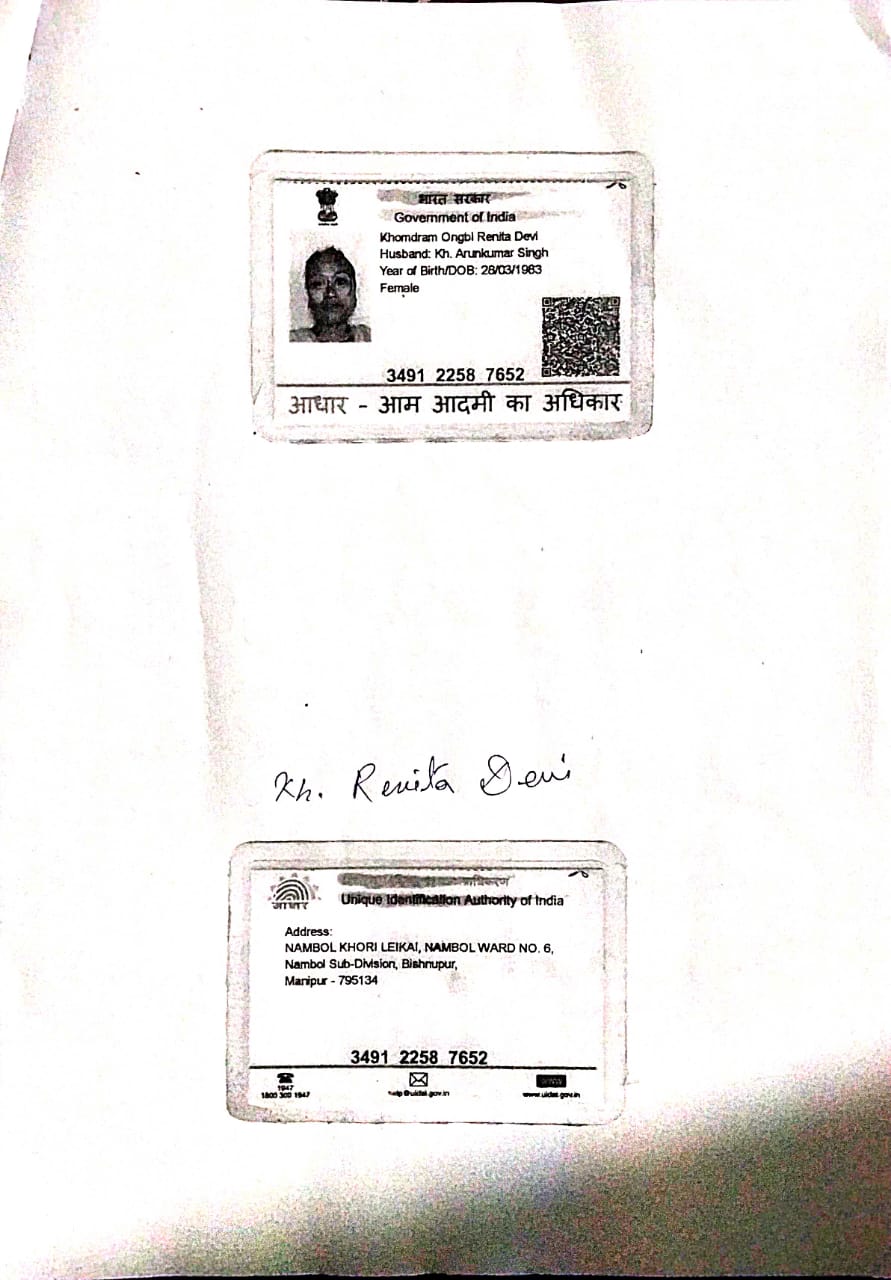 भारत सरकार
Government of India
Khomdram Ongbi Renita Devi
Husband: Kh. Arunkumar Singh
Year of Birth/DOB: 28/03/1983
Female
3491 2258 7652
आधार - आम आदमी का अधिकार
Kh. Renita Devi
प्राधिकरण
आधार
Unique Identification Authority of India
Address:
NAMBOL KHORI LEIKAI, NAMBOL WARD NO. 6,
Nambol Sub-Division, Bishnupur,
Manipur - 795134
3491 2258 7652
1947
1800 300 1947
help@uidai.gov.in
www
www.uidai.gov.in